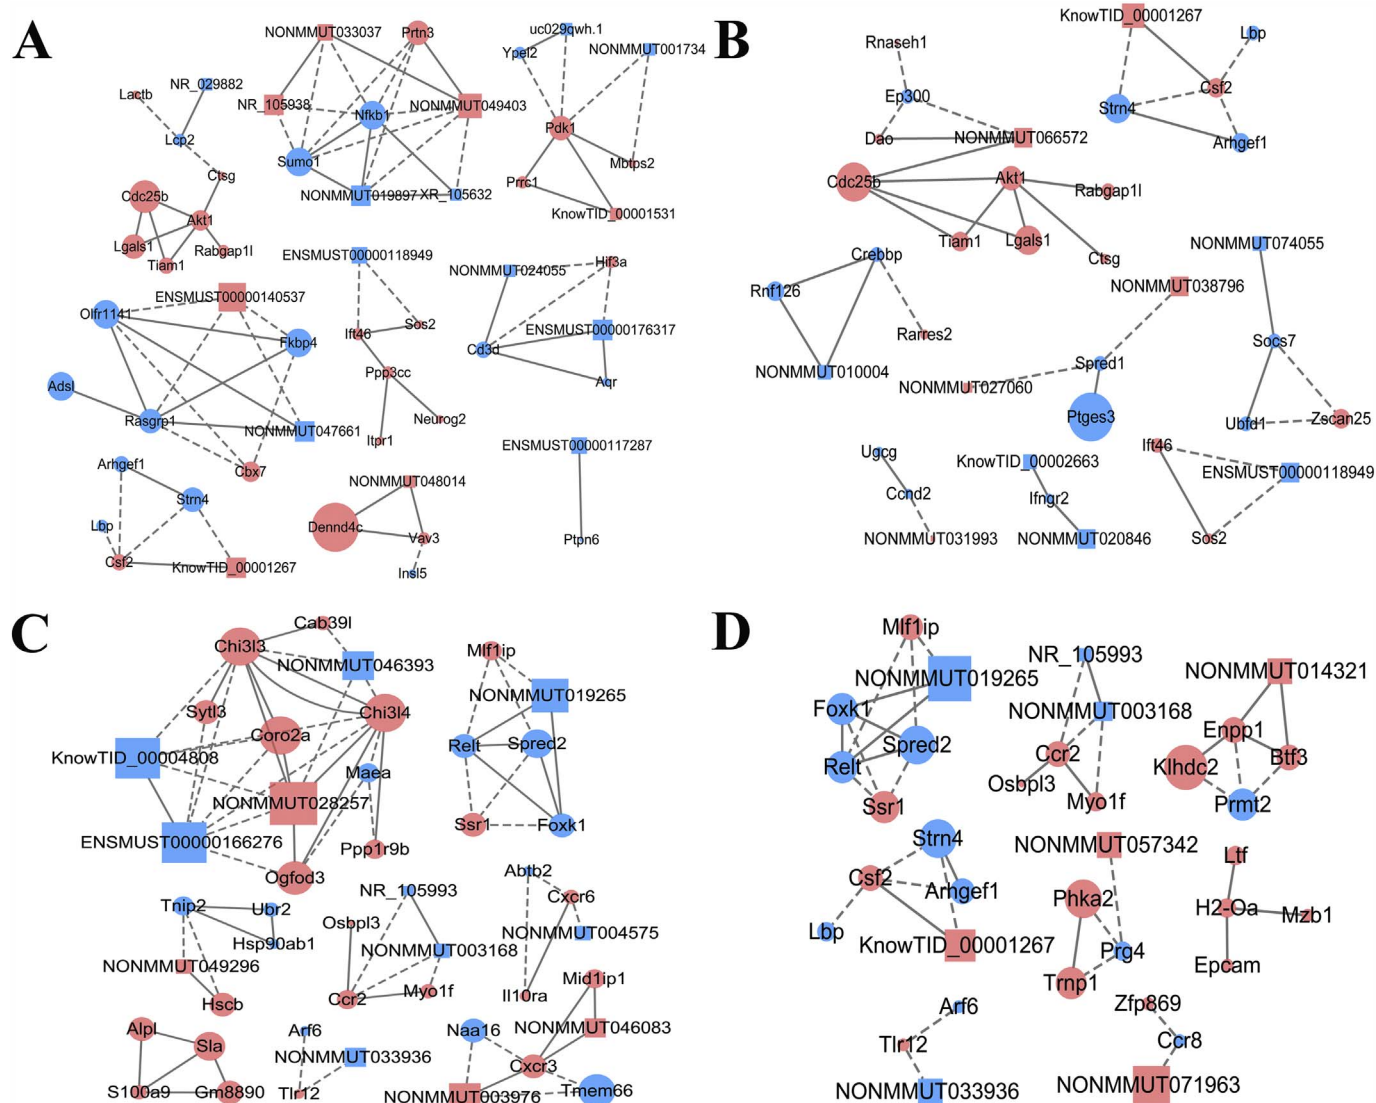 A
NONMMUT033037
Prtn3
NR_029882
Lactb
NR_105938
Nfkb1
NONMMUT049403
Lcp2
Sumo1
Ctsg
NONMMUT019897
XR_105632
Cdc25b
Akt1
Lgals1
Tiam1
Rabgap1l
uc029qwh.1
Ypel2
NONMMUT001734
Pdk1
Mbtps2
Prrc1
KnowTID_00001531
ENSMUST00000140537
Olfr1141
Fkbp4
Adsl
Rasgrp1
NONMMUT047661
Cbx7
ENSMUST00000118949
Ift46
Sos2
Ppp3cc
Neurog2
Itpr1
NONMMUT024055
Hif3a
ENSMUST00000176317
Cd3d
Aqr
Arhgef1
Strn4
Lbp
Csf2
KnowTID_00001267
NONMMUT048014
Dennd4c
Vav3
Insl5
ENSMUST00000117287
Ptpn6
B
Rnaseh1
Ep300
Dao
NONMMUT066572
Cdc25b
Akt1
Rabgap1l
Tiam1
Lgals1
Ctsg
KnowTID_00001267
Lbp
Csf2
Strn4
Arhgef1
Crebbp
Rnf126
Rarres2
NONMMUT010004
NONMMUT038796
Spred1
NONMMUT027060
Ptges3
NONMMUT074055
Socs7
Ubfd1
Zscan25
Ugcg
Ccnd2
NONMMUT031993
KnowTID_00002663
Ifngr2
NONMMUT020846
Ift46
ENSMUST00000118949
Sos2
C
Cab39l
Chi3l3
NONMMUT046393
Sytl3
Chi3l4
Coro2a
KnowTID_00004808
Maea
NONMMUT028257
ENSMUST00000166276
Ppp1r9b
Ogfod3
Mlf1ip
NONMMUT019265
Relt
Spred2
Ssr1
Foxk1
Tnip2
Ubr2
Hsp90ab1
NONMMUT049296
Hscb
NR_105993
Osbpl3
NONMMUT003168
Ccr2
Myo1f
Abtb2
Cxcr6
NONMMUT004575
Il10ra
Alpl
Sla
S100a9
Gm8890
Arf6
NONMMUT033936
Tlr12
Mid1ip1
Naa16
NONMMUT046083
Cxcr3
NONMMUT003976
Tmem66
D
Mlf1ip
NONMMUT019265
Foxk1
Spred2
Relt
Ssr1
NR_105993
NONMMUT003168
Ccr2
Osbpl3
Myo1f
NONMMUT014321
Enpp1
Klhdc2
Btf3
Prmt2
Strn4
Csf2
Arhgef1
Lbp
KnowTID_00001267
NONMMUT057342
Phka2
Prg4
Trnp1
Ltf
H2-Oa
Mzb1
Epcam
Arf6
Tlr12
NONMMUT033936
Zfp869
Ccr8
NONMMUT071963